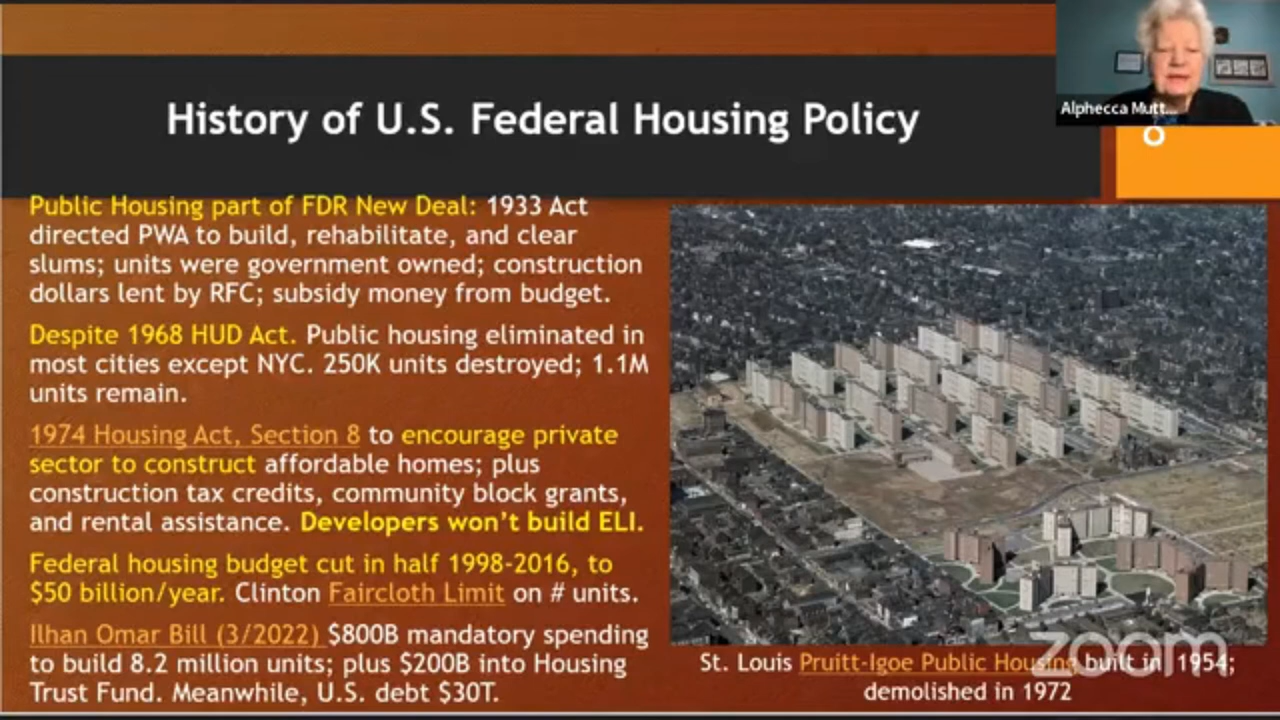 History of U.S. Federal Housing Policy
Alphecca Mutt...
8
Public Housing part of FDR New Deal: 1933 Act
directed PWA to build, rehabilitate, and clear
slums; units were government owned; construction
dollars lent by RFC; subsidy money from budget.
Despite 1968 HUD Act. Public housing eliminated in
most cities except NYC. 250K units destroyed; 1.1M
units remain.
1974 Housing Act, Section 8 to encourage private
sector to construct affordable homes; plus
construction tax credits, community block grants,
and rental assistance. Developers won't build ELI.
Federal housing budget cut in half 1998-2016, to
$50 billion/year. Clinton Faircloth Limit on # units.
Ilhan Omar Bill (3/2022) $800B mandatory spending
to build 8.2 million units; plus $200B into Housing
Trust Fund. Meanwhile, U.S. debt $30T.
St. Louis Pruitt-Igoe Public Housing built in 1954;
demolished in 1972
zoom